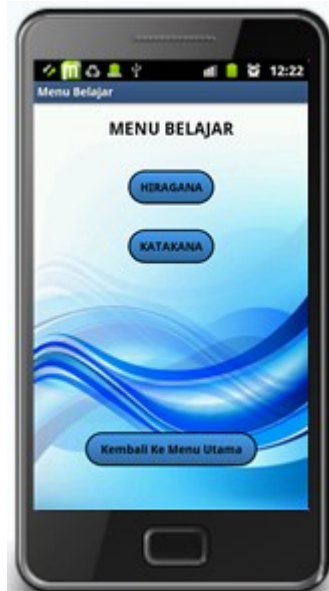 12:22
Menu Belajar
MENU BELAJAR
HIRAGANA
KATAKANA
Kembali Ke Menu Utama